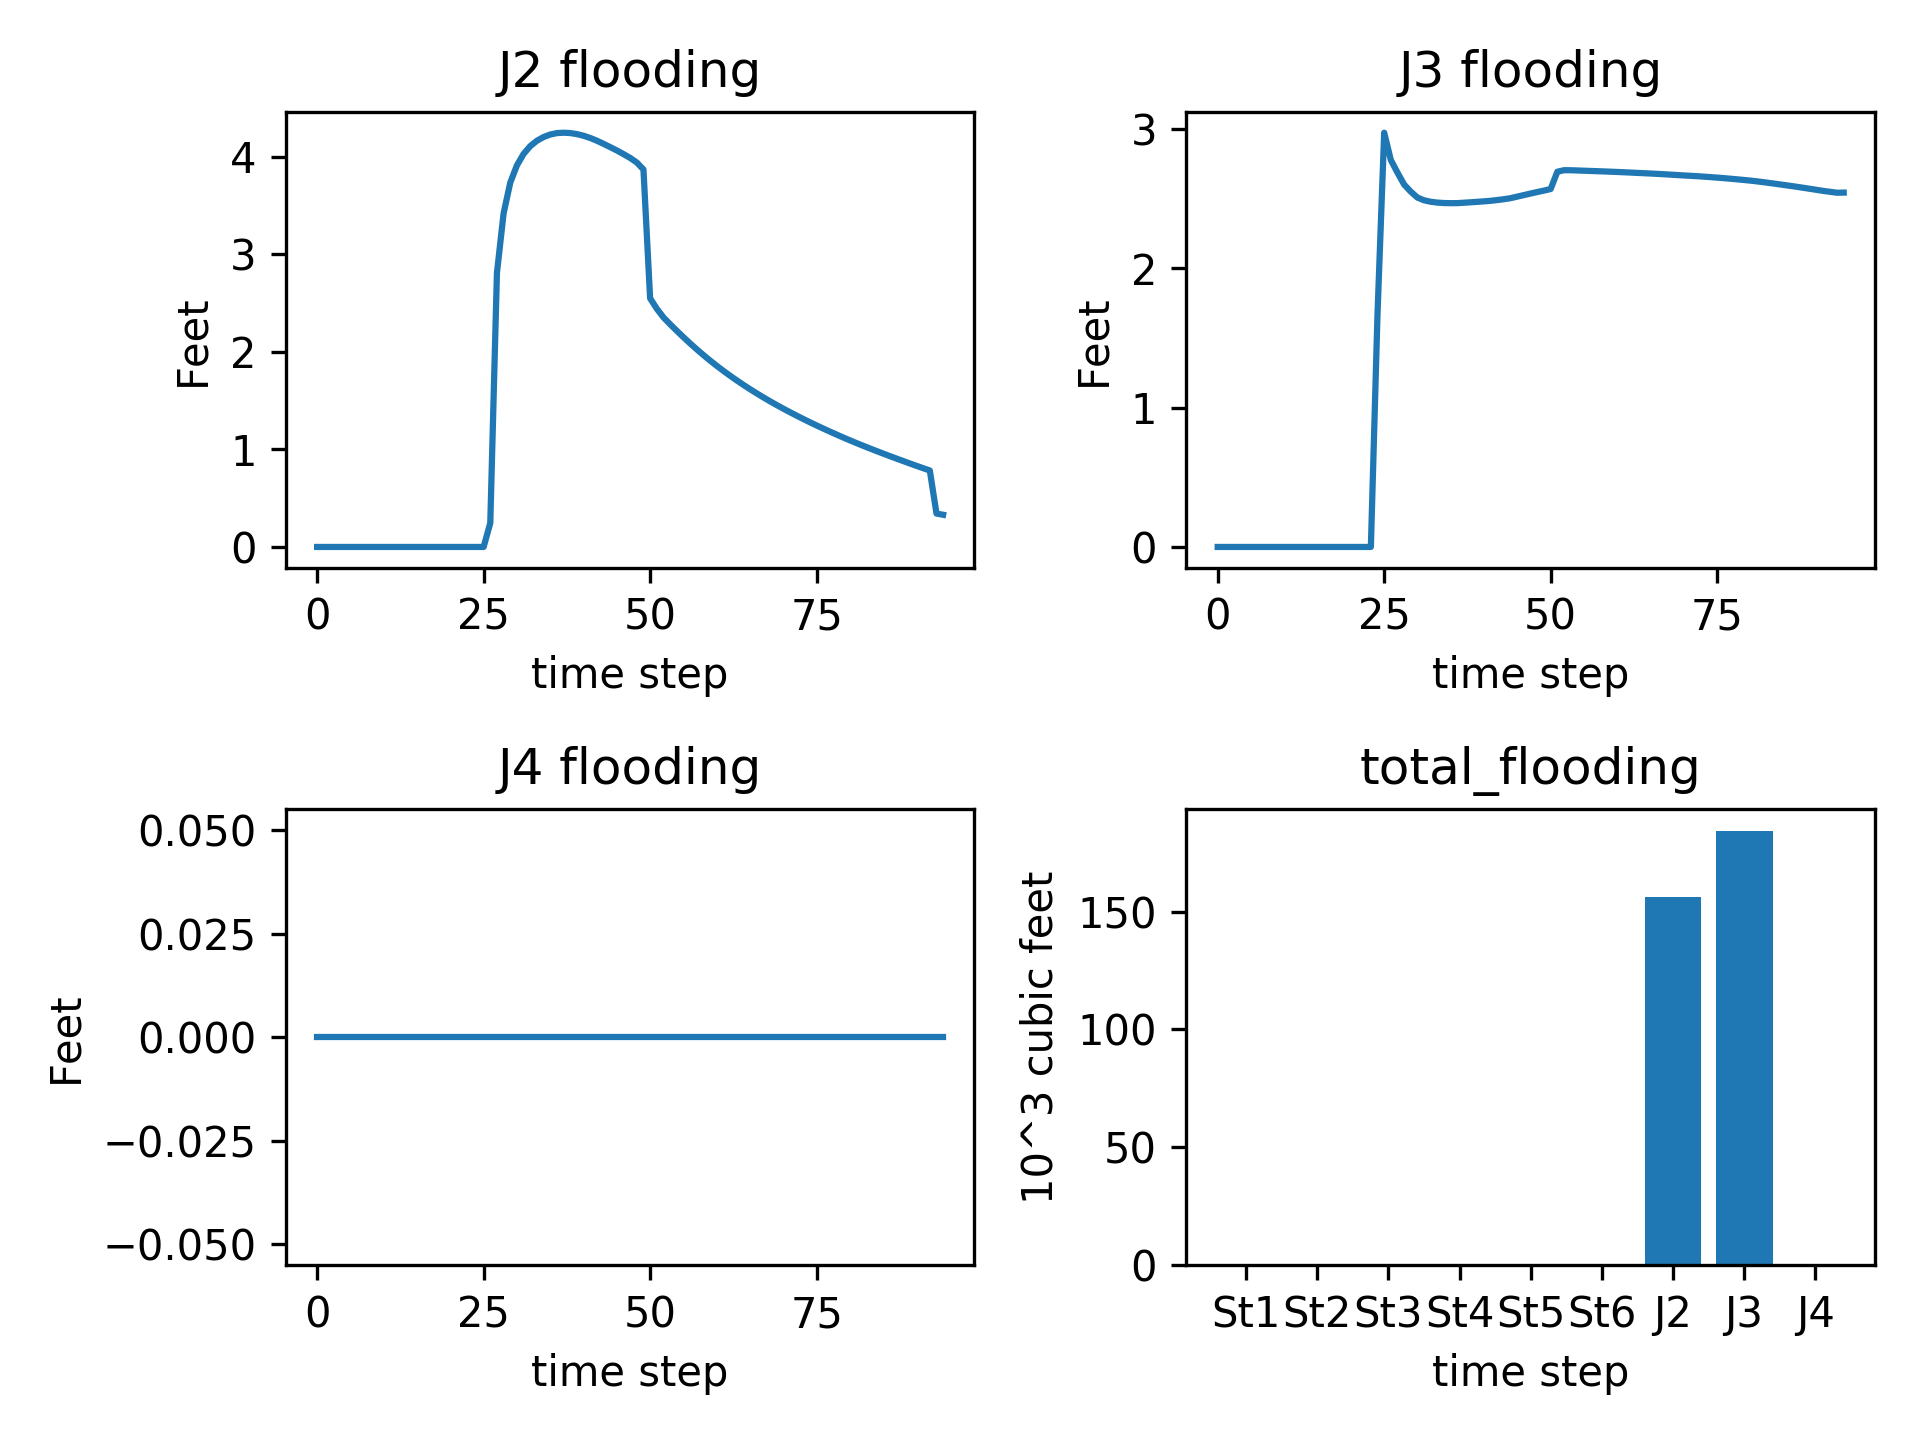 J2 flooding
4
3
2
1
0
Feet
0 25 50 75
time step
J3 flooding
3
2
1
0
Feet
0 25 50 75
time step
J4 flooding
0.050
0.025
0.000
−0.025
−0.050
Feet
0 25 50 75
time step
total_flooding
150
100
50
0
10^3 cubic feet
St1 St2 St3 St4 St5 St6 J2 J3 J4
time step